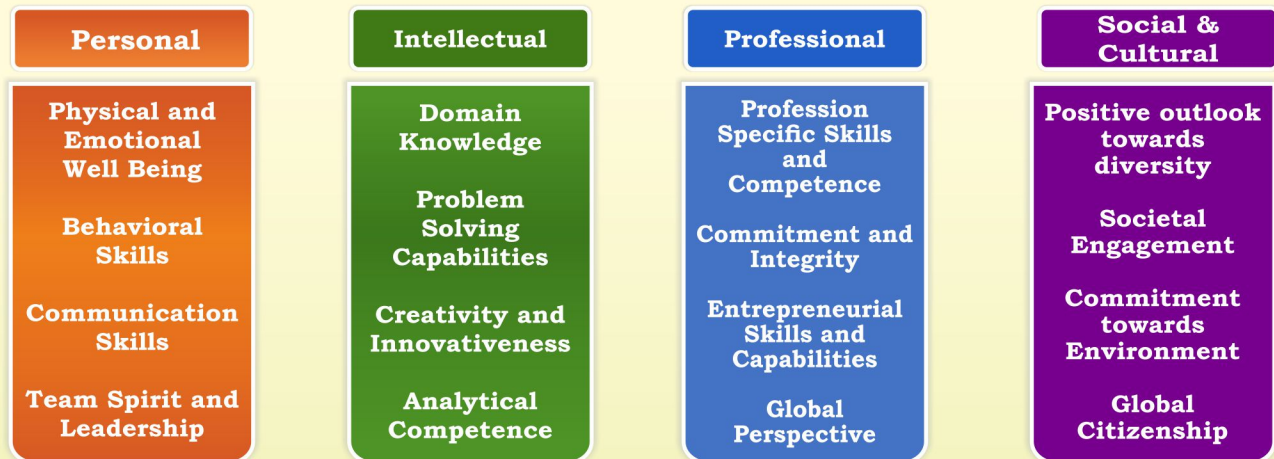 Personal
Physical and
Emotional
Well Being
Behavioral
Skills
Communication
Skills
Team Spirit and
Leadership
Intellectual
Domain
Knowledge
Problem
Solving
Capabilities
Creativity and
Innovativeness
Analytical
Competence
Professional
Profession
Specific Skills
and
Competence
Commitment and
Integrity
Entrepreneurial
Skills and
Capabilities
Global
Perspective
Social &
Cultural
Positive outlook
towards
diversity
Societal
Engagement
Commitment
towards
Environment
Global
Citizenship